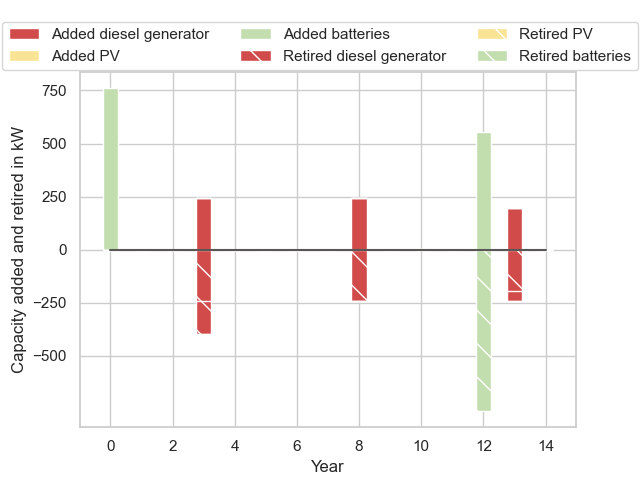 Added diesel generator Added batteries Retired PV
Added PV Retired diesel generator Retired batteries
750
500
250
0
−250
−500
Capacity added and retired in kW
0 2 4 6 8 10 12 14
Year